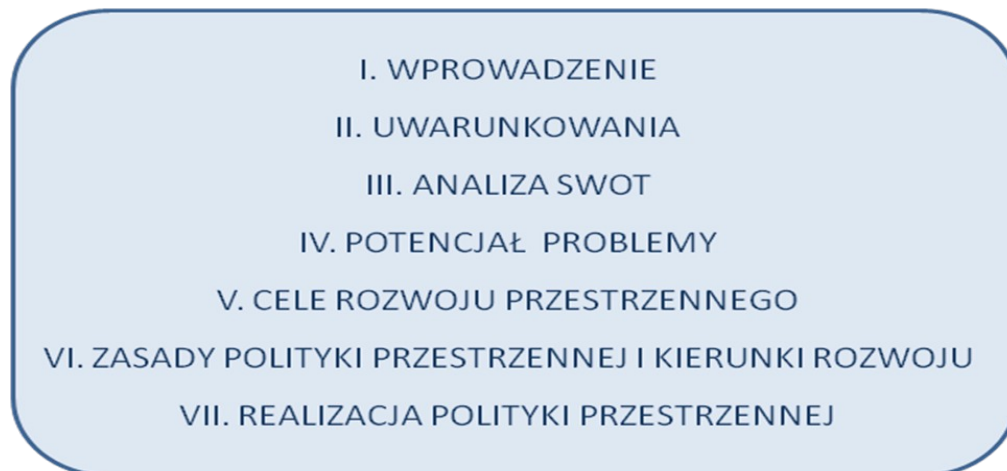 I. WPROWADZENIE
II. UWARUNKOWANIA
III. ANALIZA SWOT
IV. POTENCJAŁ PROBLEMY
V. CELE ROZWOJU PRZESTRZENNEGO
VI. ZASADY POLITYKI PRZESTRZENNEJ I KIERUNKI ROZWOJU
VII. REALIZACJA POLITYKI PRZESTRZENNEJ